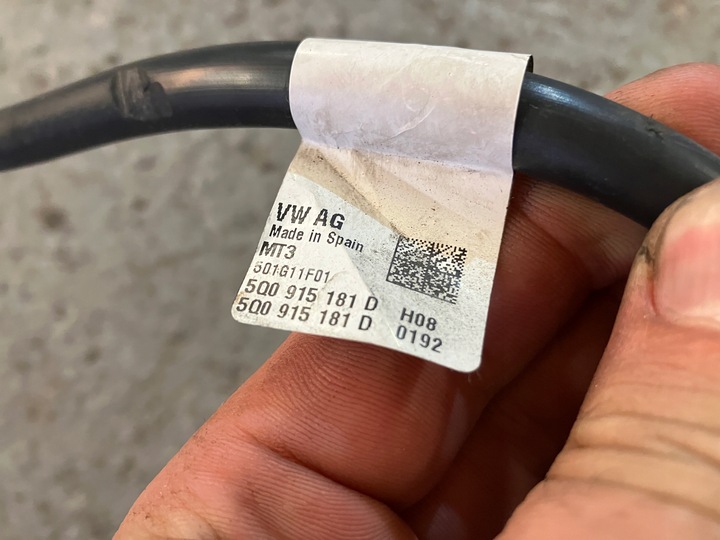 VW AG
Made in Spain
MT3
501G11F01
5Q0 915 181 D H08
5Q0 915 181 D 0192